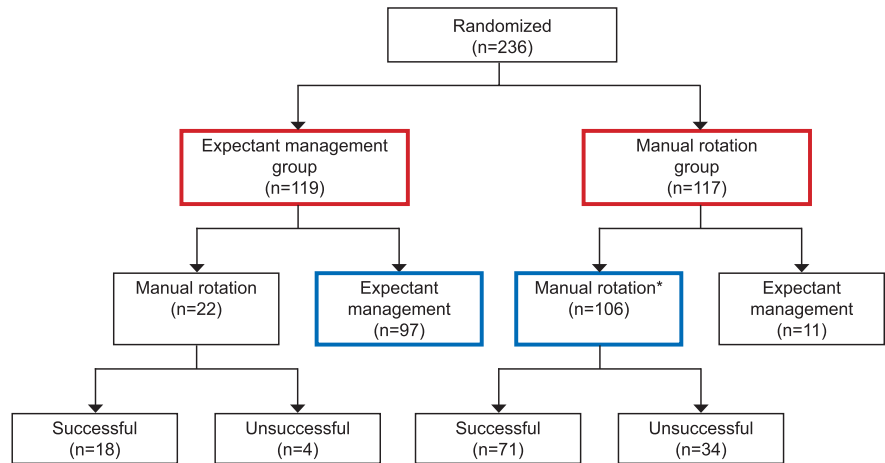 Randomized
(n=236)
Expectant management
group
(n=119)
Manual rotation
group
(n=117)
Manual rotation
(n=22)
Expectant
management
(n=97)
Manual rotation*
(n=106)
Expectant
management
(n=11)
Successful
(n=18)
Unsuccessful
(n=4)
Successful
(n=71)
Unsuccessful
(n=34)